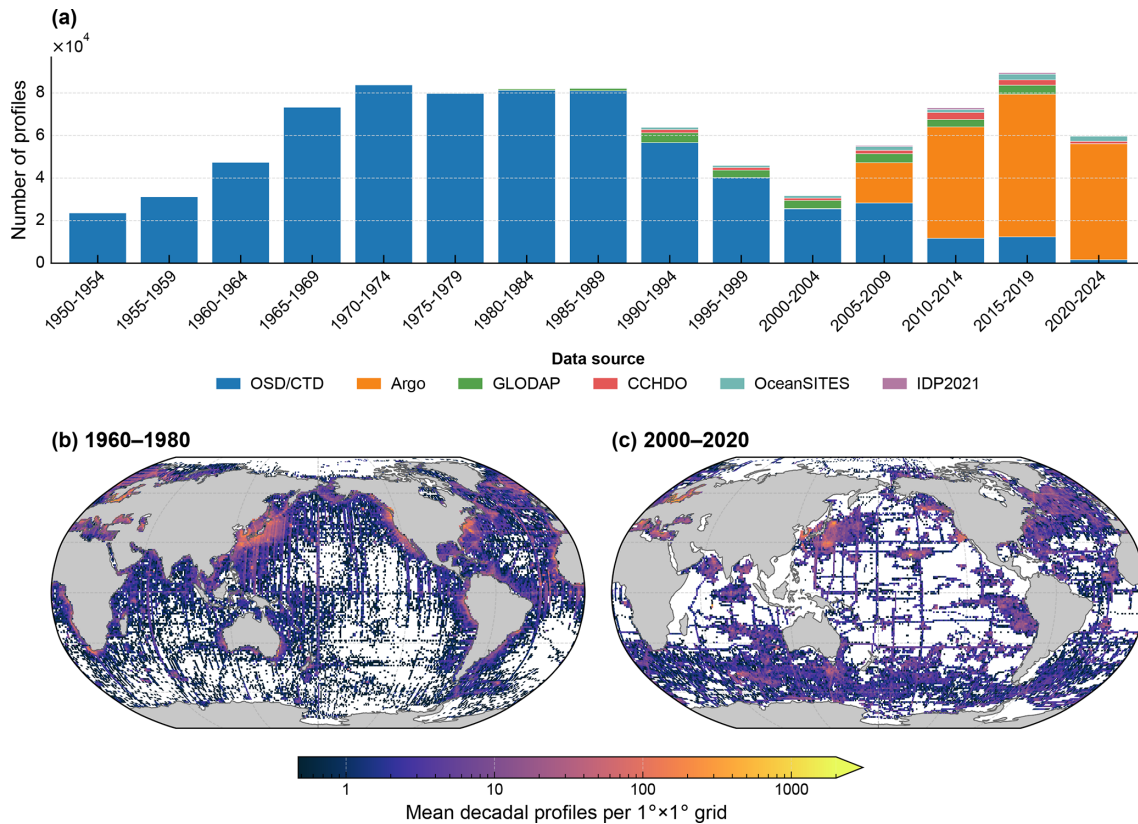 (a)
×10⁴
Number of profiles
8
6
4
2
0
1950-1954
1955-1959
1960-1964
1965-1969
1970-1974
1975-1979
1980-1984
1985-1989
1990-1994
1995-1999
2000-2004
2005-2009
2010-2014
2015-2019
2020-2024
Data source
OSD/CTD Argo GLODAP CCHDO OceanSITES IDP2021
(b) 1960–1980
(c) 2000–2020
1 10 100 1000
Mean decadal profiles per 1°×1° grid